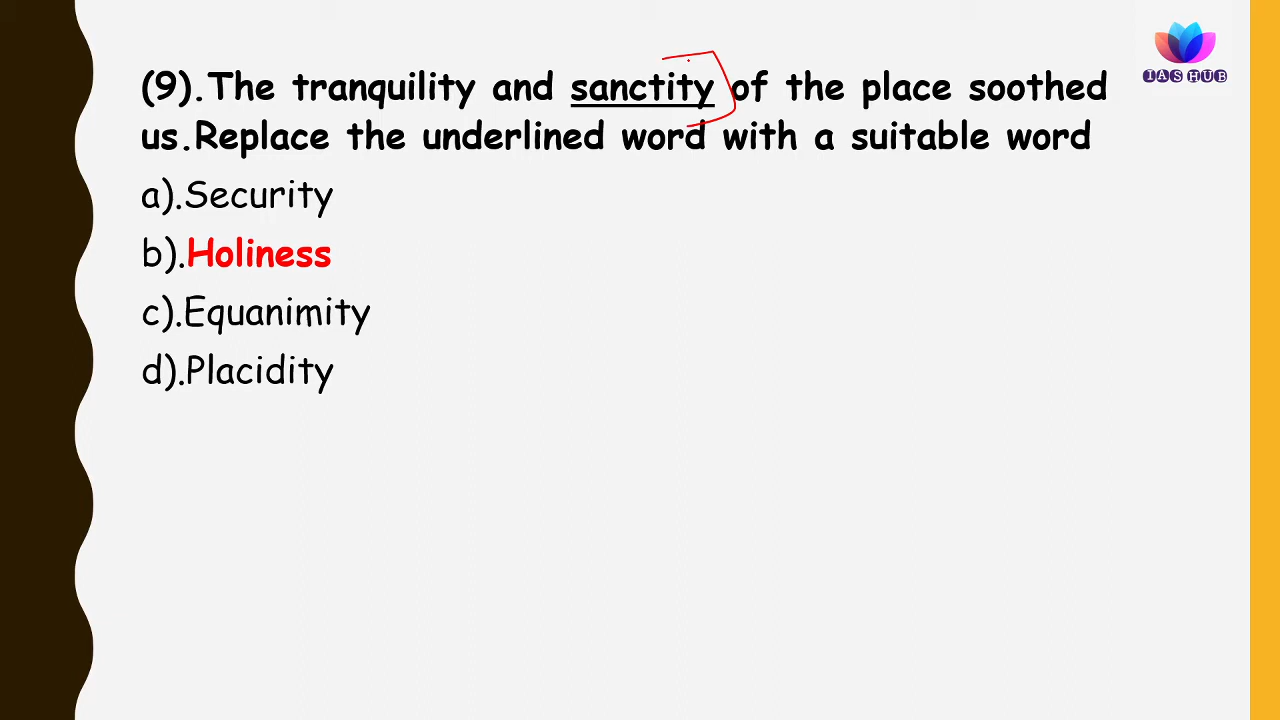 IAS HUB
(9).The tranquility and sanctity of the place soothed
us.Replace the underlined word with a suitable word
a).Security
b).Holiness
c).Equanimity
d).Placidity